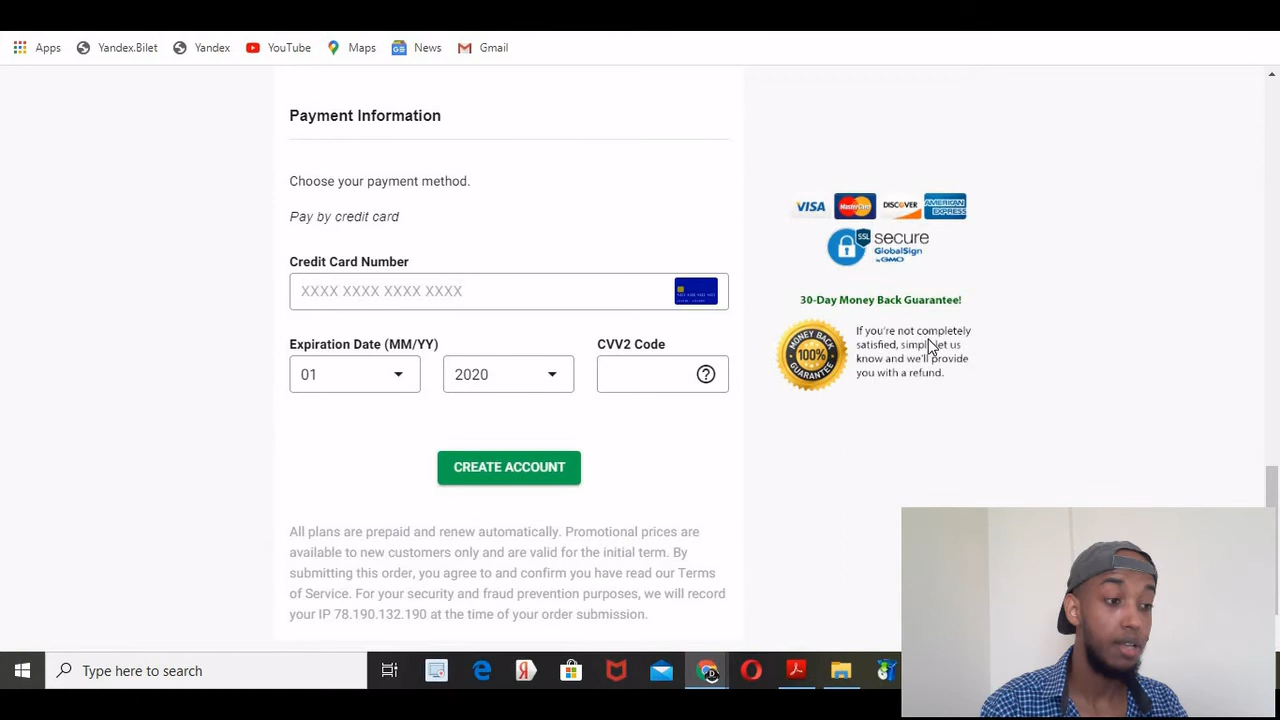 Apps Yandex.Bilet Yandex YouTube Maps News Gmail
Payment Information
Choose your payment method.
Pay by credit card
Credit Card Number
XXXX XXXX XXXX XXXX
Expiration Date (MM/YY) CVV2 Code
01 2020
CREATE ACCOUNT
All plans are prepaid and renew automatically. Promotional prices are
available to new customers only and are valid for the initial term. By
submitting this order, you agree to and confirm you have read our Terms
of Service. For your security and fraud prevention purposes, we will record
your IP 78.190.132.190 at the time of your order submission.
VISA MasterCard DISCOVER AMERICAN EXPRESS
SSL secure
GlobalSign
by GMO
30-Day Money Back Guarantee!
MONEY BACK
100%
GUARANTEE
If you're not completely
satisfied, simply let us
know and we'll provide
you with a refund.
Type here to search